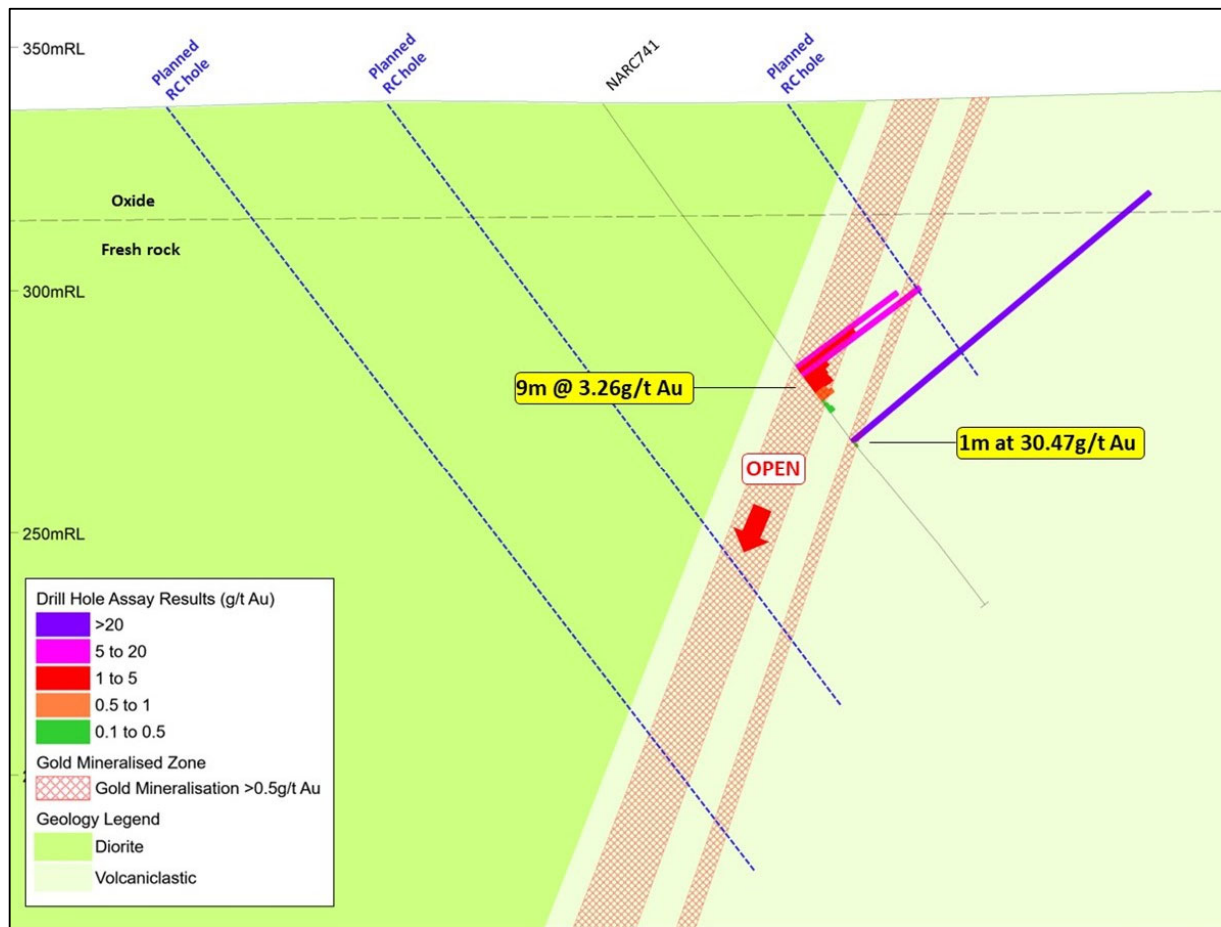 350mRL
Planned
RC hole
Planned
RC hole
NARC741
Planned
RC hole
Oxide
Fresh rock
300mRL
9m @ 3.26g/t Au
1m at 30.47g/t Au
OPEN
250mRL
Drill Hole Assay Results (g/t Au)
>20
5 to 20
1 to 5
0.5 to 1
0.1 to 0.5
Gold Mineralised Zone
Gold Mineralisation >0.5g/t Au
Geology Legend
Diorite
Volcaniclastic